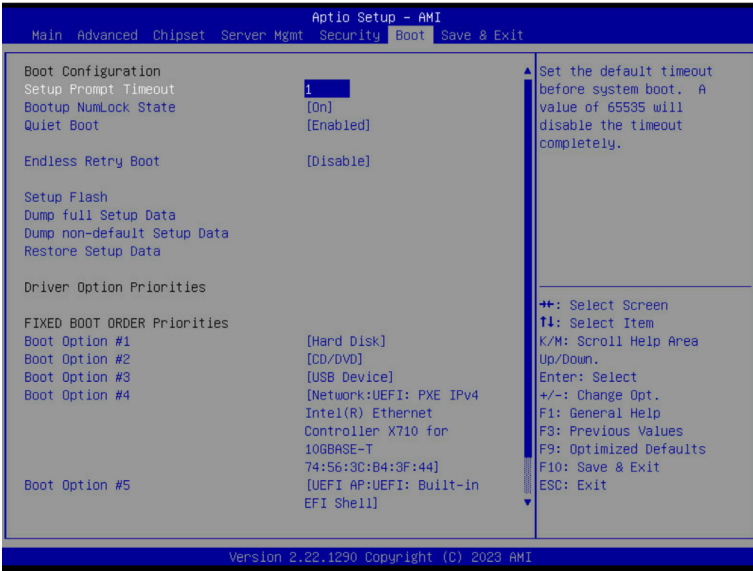 Aptio Setup - AMI
Main Advanced Chipset Server Mgmt Security Boot Save & Exit
Boot Configuration
Setup Prompt Timeout 1
Bootup NumLock State [On]
Quiet Boot [Enabled]
Endless Retry Boot [Disable]
Setup Flash
Dump full Setup Data
Dump non-default Setup Data
Restore Setup Data
Driver Option Priorities
FIXED BOOT ORDER Priorities
Boot Option #1 [Hard Disk]
Boot Option #2 [CD/DVD]
Boot Option #3 [USB Device]
Boot Option #4 [Network:UEFI: PXE IPv4
Intel(R) Ethernet
Controller X710 for
10GBASE-T
74:56:3C:B4:3F:44]
Boot Option #5 [UEFI AP:UEFI: Built-in
EFI Shell]
Set the default timeout
before system boot. A
value of 65535 will
disable the timeout
completely.
→←: Select Screen
↑↓: Select Item
K/M: Scroll Help Area
Up/Down.
Enter: Select
+/-: Change Opt.
F1: General Help
F3: Previous Values
F9: Optimized Defaults
F10: Save & Exit
ESC: Exit
Version 2.22.1290 Copyright (C) 2023 AMI